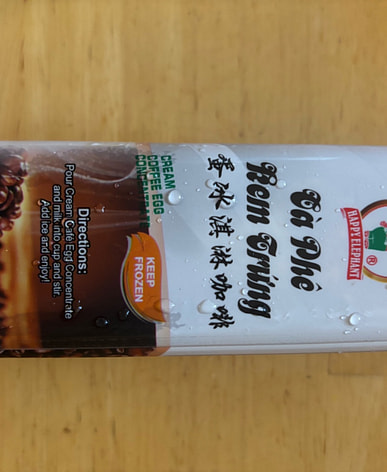 HAPPY ELEPHANT
®
Cà Phê
Kem Trứng
蛋冰淇淋咖啡
CREAM
COFFEE EGG
CONCENTRATE
KEEP
FROZEN
Directions:
Pour Cream Café Egg Concentrate
and milk into cup and stir.
Add ice and enjoy!